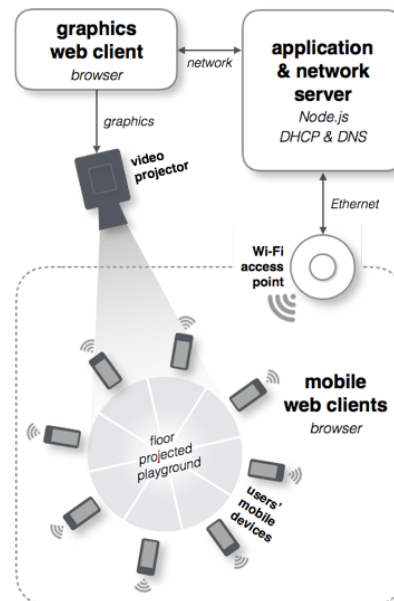 graphics
web client
browser
network
application
& network
server
Node.js
DHCP & DNS
graphics
video
projector
Ethernet
Wi-Fi
access
point
mobile
web clients
browser
floor
projected
playground
users'
mobile
devices